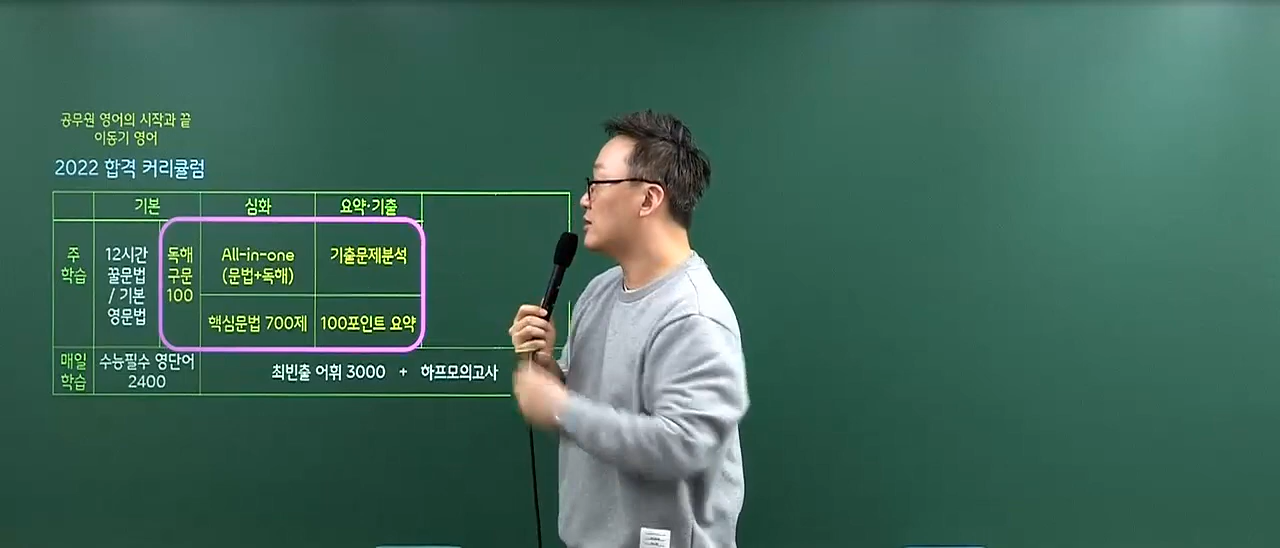 공무원 영어의 시작과 끝
이동기 영어
2022 합격 커리큘럼
기본 심화 요약·기출
주
학습
12시간
꿀문법
/ 기본
영문법
독해
구문
100
All-in-one
(문법+독해)
기출문제분석
핵심문법 700제
100포인트 요약
매일
학습
수능필수 영단어
2400
최빈출 어휘 3000 + 하프모의고사